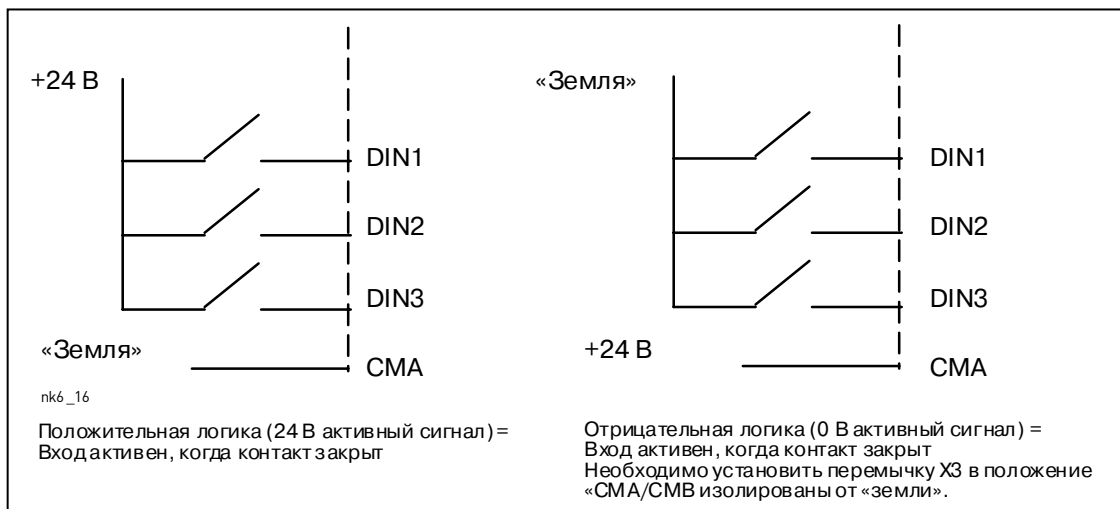 +24 В
DIN1
DIN2
DIN3
«Земля»
CMA
nk6_16
Положительная логика (24 В активный сигнал) =
Вход активен, когда контакт закрыт
«Земля»
DIN1
DIN2
DIN3
+24 В
CMA
Отрицательная логика (0 В активный сигнал) =
Вход активен, когда контакт закрыт
Необходимо установить перемычку X3 в положение
«CMA/CMB изолированы от «земли».